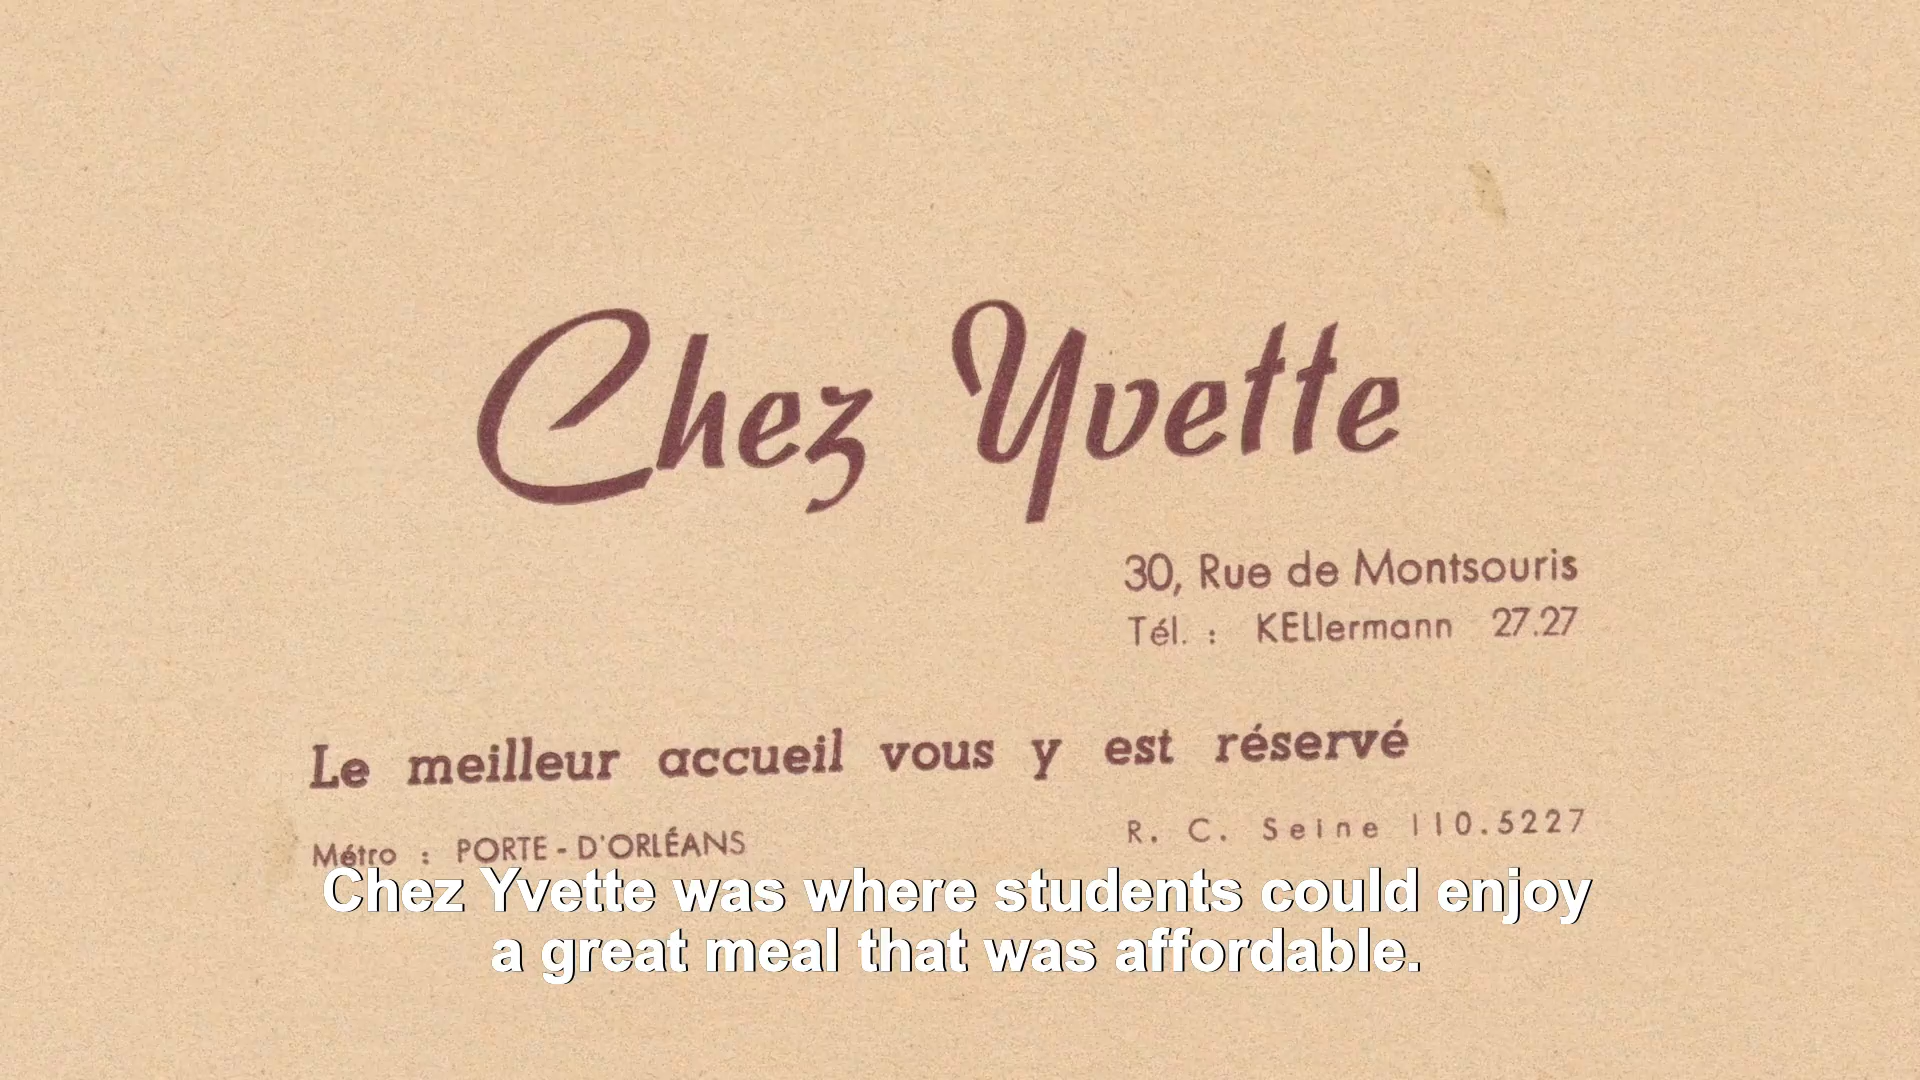 Chez Yvette
30, Rue de Montsouris
Tél. : KELlermann 27.27
Le meilleur accueil vous y est réservé
R. C. Seine 110.5227
Métro : PORTE-D'ORLÉANS
Chez Yvette was where students could enjoy
a great meal that was affordable.